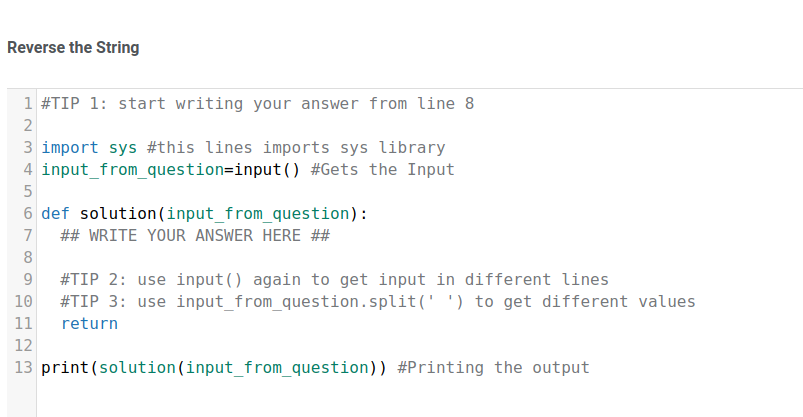 Reverse the String
1 #TIP 1: start writing your answer from line 8
2
3 import sys #this lines imports sys library
4 input_from_question=input() #Gets the Input
5
6 def solution(input_from_question):
7   ## WRITE YOUR ANSWER HERE ##
8
9   #TIP 2: use input() again to get input in different lines
10   #TIP 3: use input_from_question.split(' ') to get different values
11   return
12
13 print(solution(input_from_question)) #Printing the output